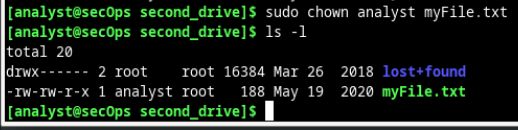 [analyst@secOps second_drive]$ sudo chown analyst myFile.txt
[analyst@secOps second_drive]$ ls -l
total 20
drwx------ 2 root    root 16384 Mar 26  2018 lost+found
-rw-rw-r-x 1 analyst root   188 May 19  2020 myFile.txt
[analyst@secOps second_drive]$